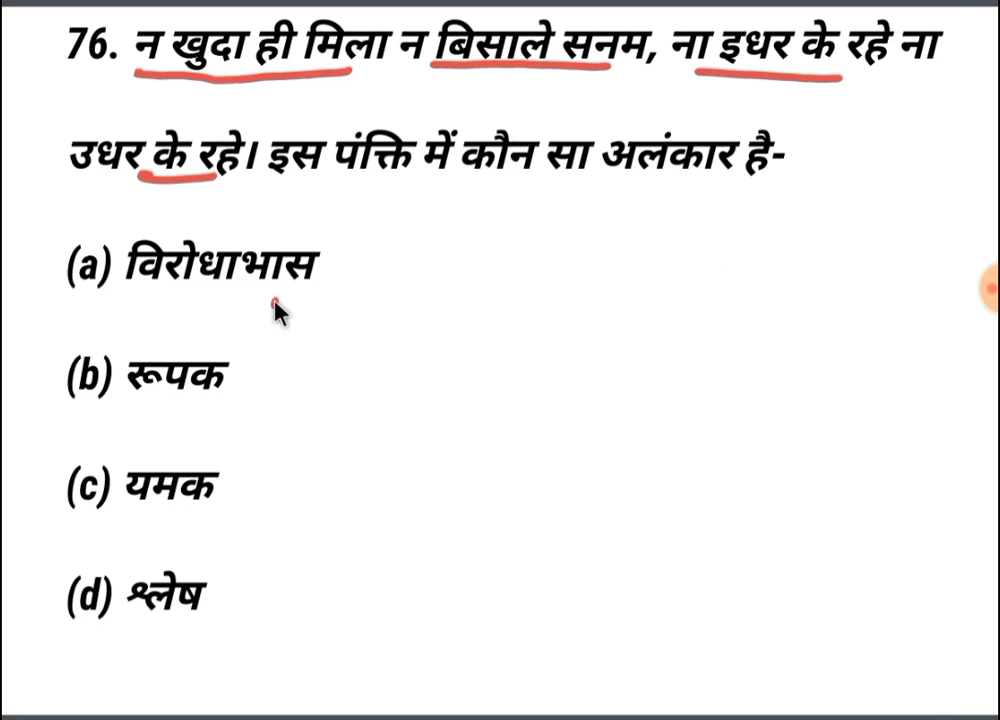 76. न खुदा ही मिला न बिसाले सनम, ना इधर के रहे ना
उधर के रहे। इस पंक्ति में कौन सा अलंकार है-
(a) विरोधाभास
(b) रूपक
(c) यमक
(d) श्लेष